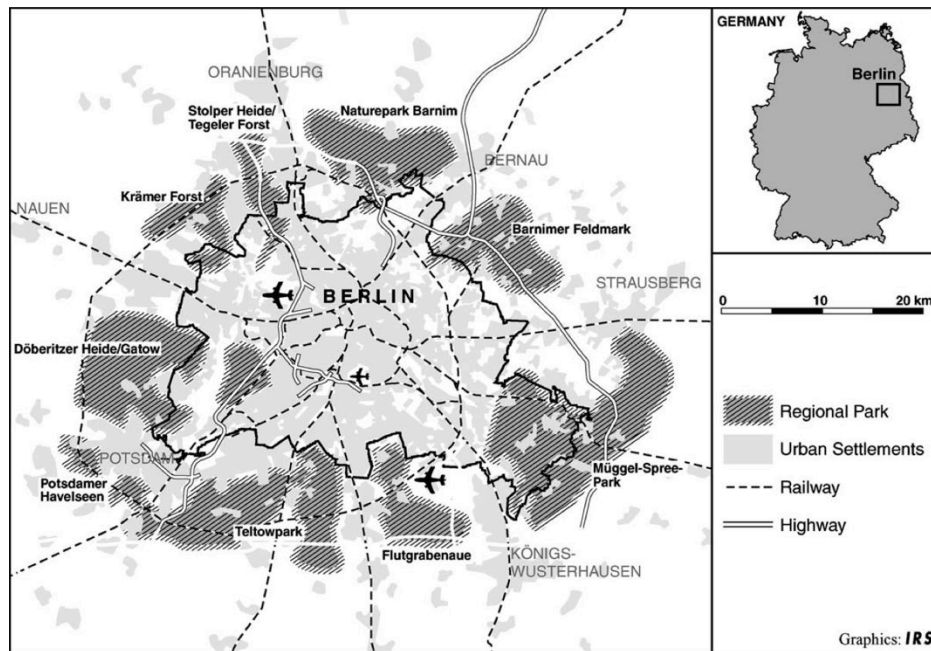 ORANIENBURG
Stolper Heide/
Tegeler Forst
Naturepark Barnim
BERNAU
Krämer Forst
NAUEN
Barnimer Feldmark
STRAUSBERG
BERLIN
Döberitzer Heide/Gatow
POTSDAM
Potsdamer
Havelseen
Müggel-Spree-
Park
Teltowpark
Flutgrabenaue
KÖNIGS-
WUSTERHAUSEN
GERMANY
Berlin
0 10 20 km
Regional Park
Urban Settlements
Railway
Highway
Graphics: IRS